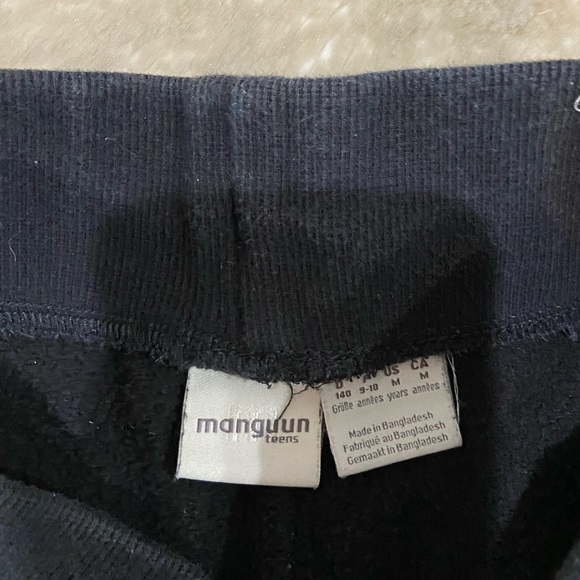 manguun
teens
US CA
140 9-10 M M
Größe années years années
Made in Bangladesh
Fabriqué au Bangladesh
Gemaakt in Bangladesh